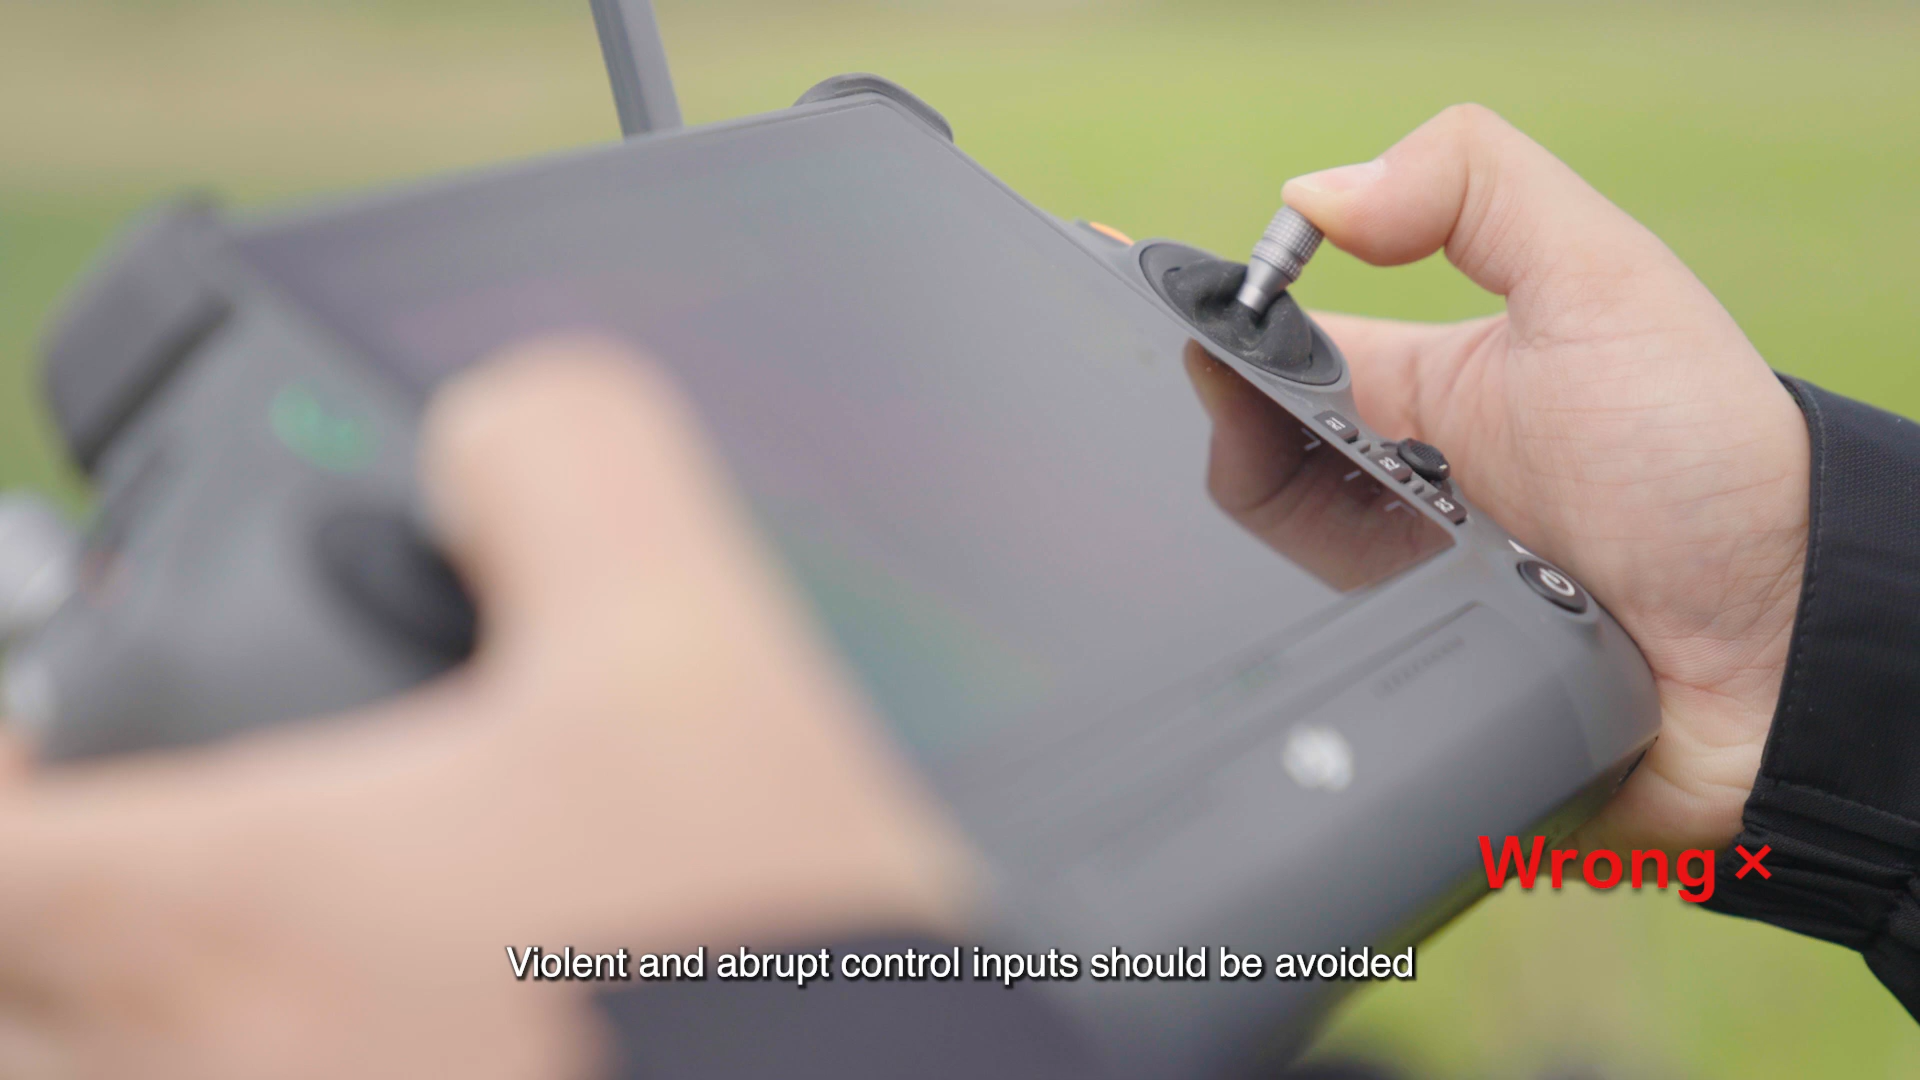 Wrong ×
Violent and abrupt control inputs should be avoided